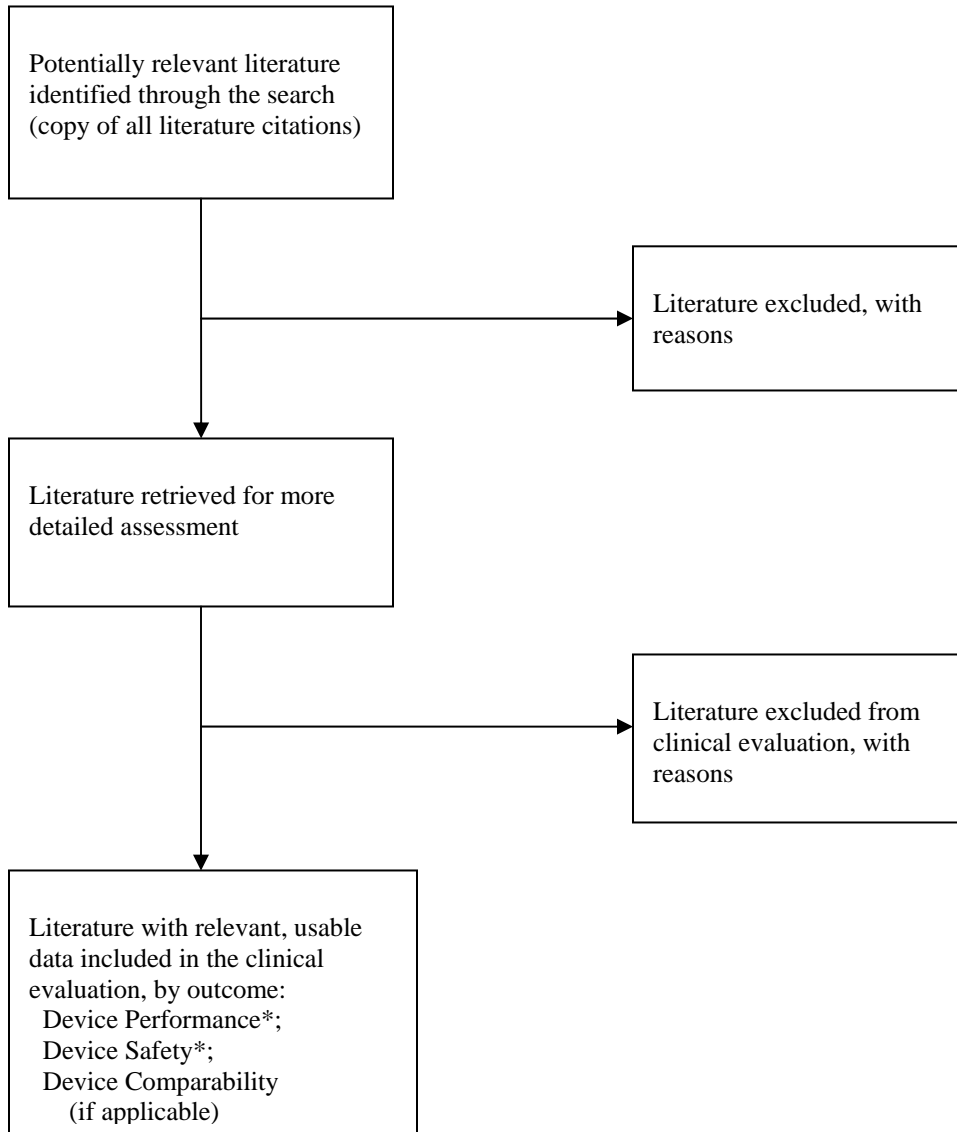 Potentially relevant literature
identified through the search
(copy of all literature citations)
Literature excluded, with
reasons
Literature retrieved for more
detailed assessment
Literature excluded from
clinical evaluation, with
reasons
Literature with relevant, usable
data included in the clinical
evaluation, by outcome:
Device Performance*;
Device Safety*;
Device Comparability
(if applicable)